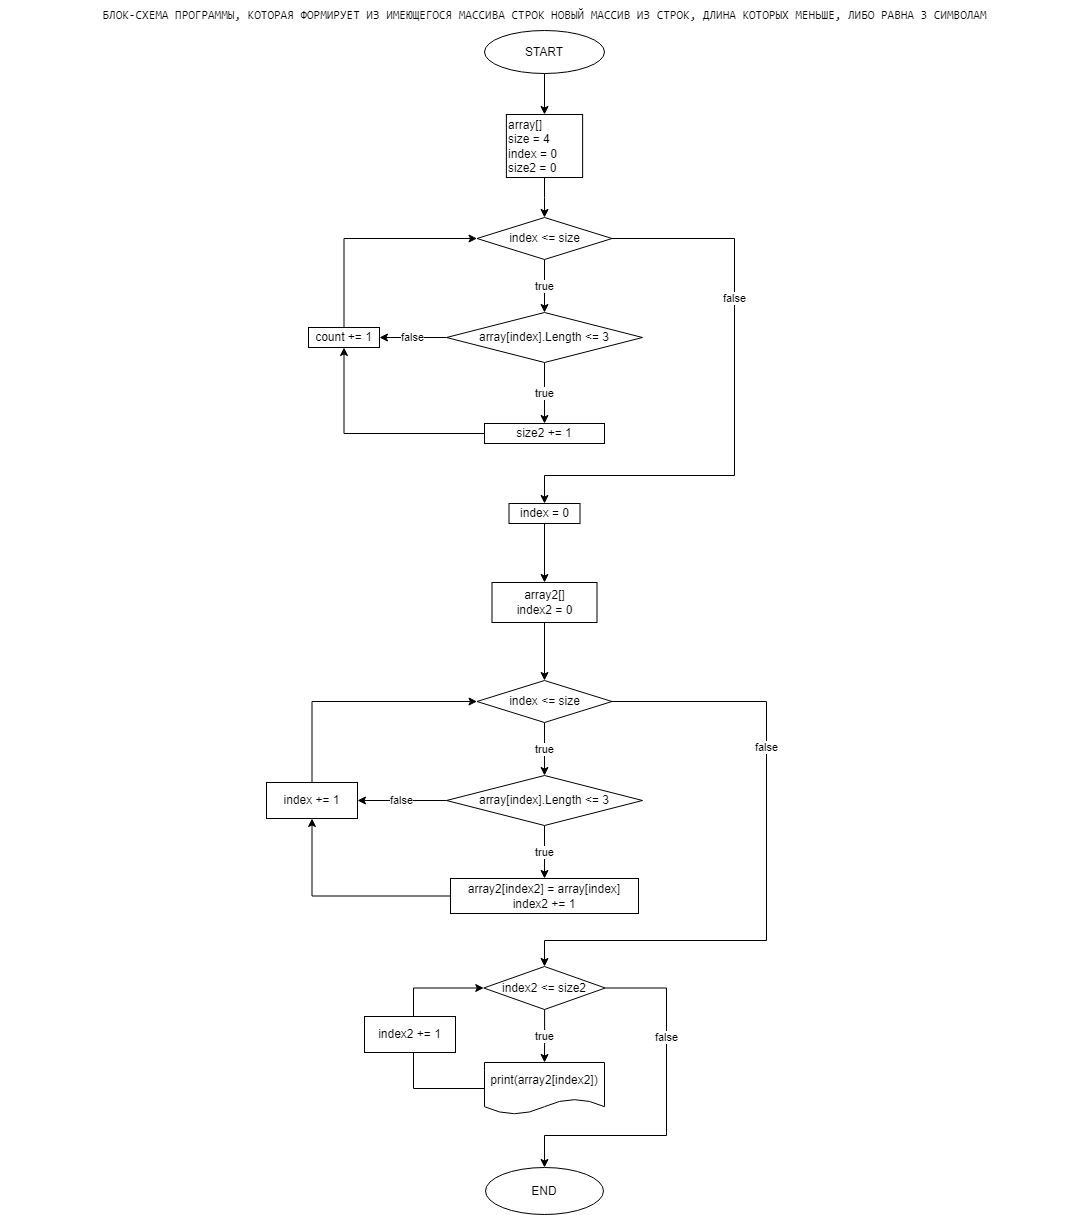 БЛОК-СХЕМА ПРОГРАММЫ, КОТОРАЯ ФОРМИРУЕТ ИЗ ИМЕЮЩЕГОСЯ МАССИВА СТРОК НОВЫЙ МАССИВ ИЗ СТРОК, ДЛИНА КОТОРЫХ МЕНЬШЕ, ЛИБО РАВНА 3 СИМВОЛАМ
START
array[]
size = 4
index = 0
size2 = 0
index <= size
true
false
array[index].Length <= 3
false
count += 1
true
size2 += 1
index = 0
array2[]
index2 = 0
index <= size
true
false
array[index].Length <= 3
false
index += 1
true
array2[index2] = array[index]
index2 += 1
index2 <= size2
true
false
index2 += 1
print(array2[index2])
END